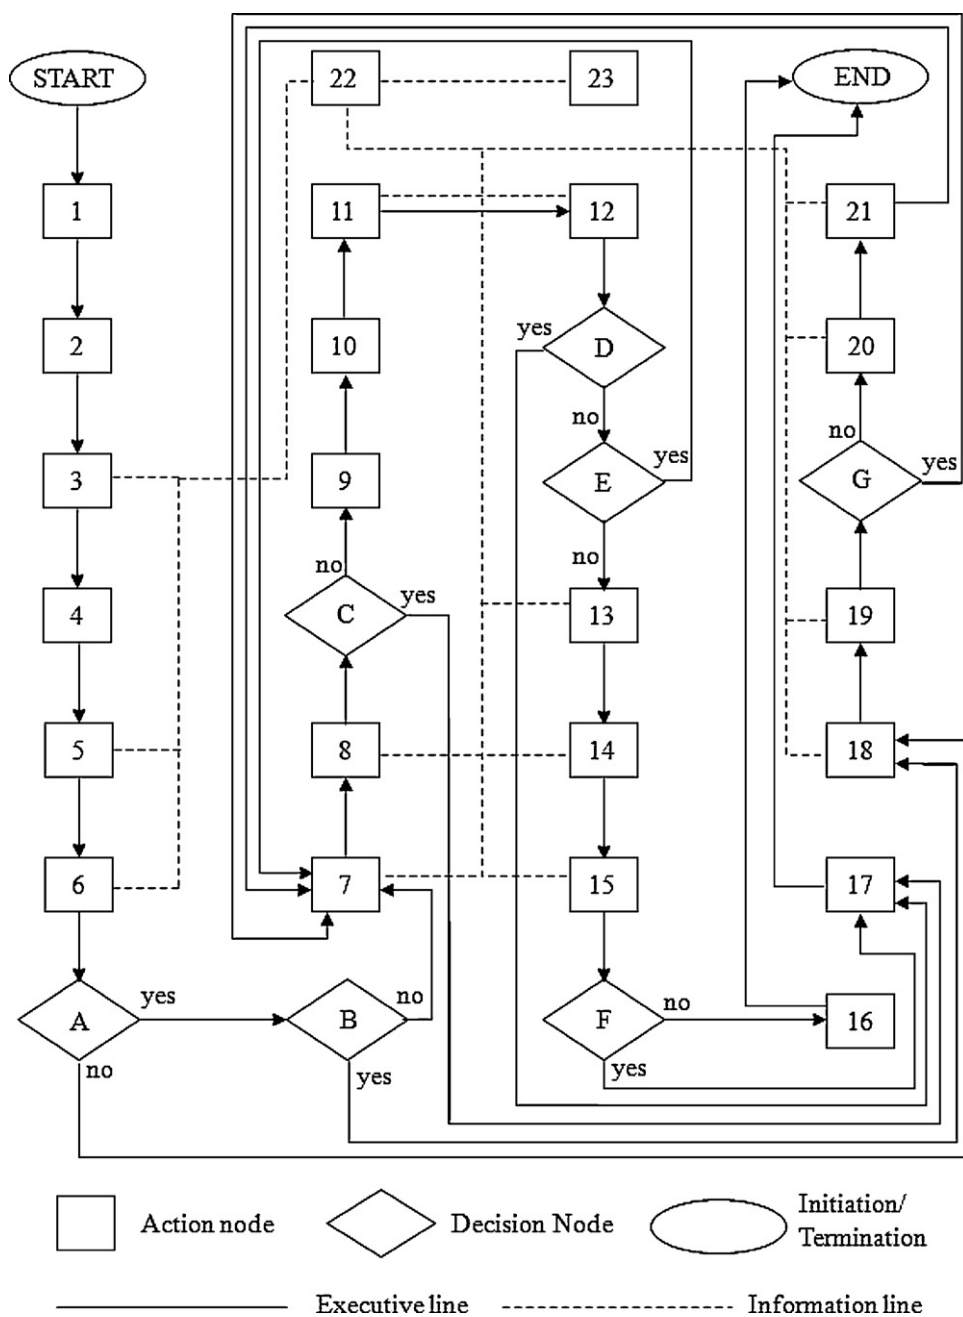 START
22
23
END
1
11
12
21
2
10
yes
D
20
no
no
3
9
E
yes
G
yes
no
no
4
C
yes
13
19
5
8
14
18
6
7
15
17
A
yes
B
no
F
no
16
no
yes
yes
Action node
Decision Node
Initiation/
Termination
Executive line
Information line